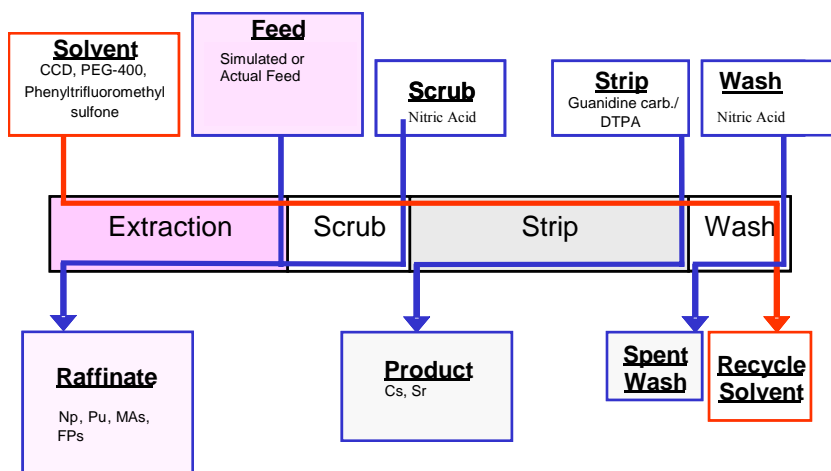 Solvent
CCD, PEG-400,
Phenyltrifluoromethyl
sulfone
Feed
Simulated or
Actual Feed
Scrub
Nitric Acid
Strip
Guanidine carb./
DTPA
Wash
Nitric Acid
Extraction
Scrub
Strip
Wash
Raffinate
Np, Pu, MAs,
FPs
Product
Cs, Sr
Spent
Wash
Recycle
Solvent